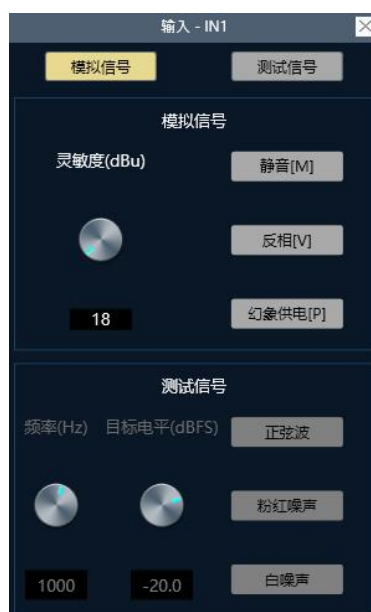 输入 - IN1
模拟信号 测试信号
模拟信号
灵敏度(dBu) 静音[M]
反相[V]
18 幻象供电[P]
测试信号
频率(Hz) 目标电平(dBFS) 正弦波
粉红噪声
1000 -20.0 白噪声